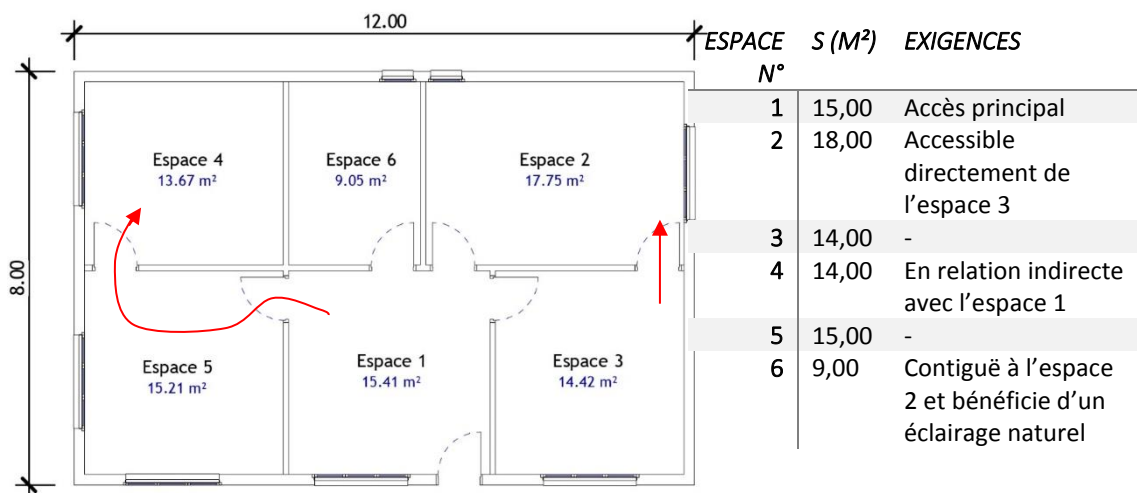 12.00
8.00
Espace 4
13.67 m²
Espace 6
9.05 m²
Espace 2
17.75 m²
Espace 5
15.21 m²
Espace 1
15.41 m²
Espace 3
14.42 m²
ESPACE S (M²) EXIGENCES
N°
1 15,00 Accès principal
2 18,00 Accessible
directement de
l’espace 3
3 14,00 -
4 14,00 En relation indirecte
avec l’espace 1
5 15,00 -
6 9,00 Contiguë à l’espace
2 et bénéficie d’un
éclairage naturel